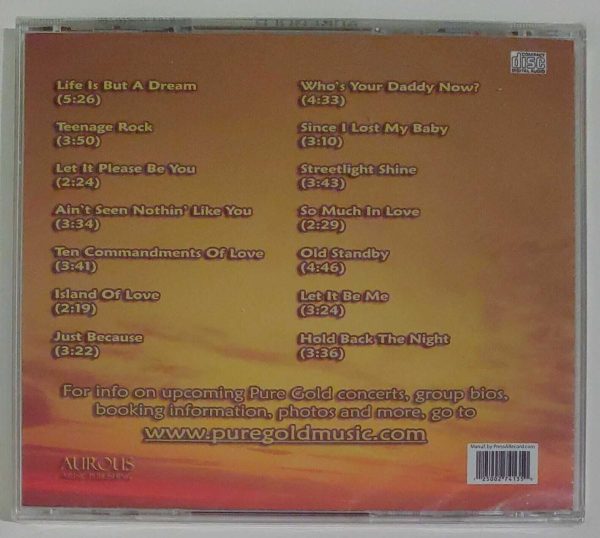 Life Is But A Dream
(5:26)
Teenage Rock
(3:50)
Let It Please Be You
(2:24)
Ain't Seen Nothin' Like You
(3:34)
Ten Commandments Of Love
(3:41)
Island Of Love
(2:19)
Just Because
(3:22)
COMPACT
disc
DIGITAL AUDIO
Who's Your Daddy Now?
(4:33)
Since I Lost My Baby
(3:10)
Streetlight Shine
(3:43)
So Much In Love
(2:29)
Old Standby
(4:46)
Let It Be Me
(3:24)
Hold Back The Night
(3:36)
For info on upcoming Pure Gold concerts, group bios,
booking information, photos and more, go to
www.puregoldmusic.com
AUROUS
Manuf. by PressARecord.com